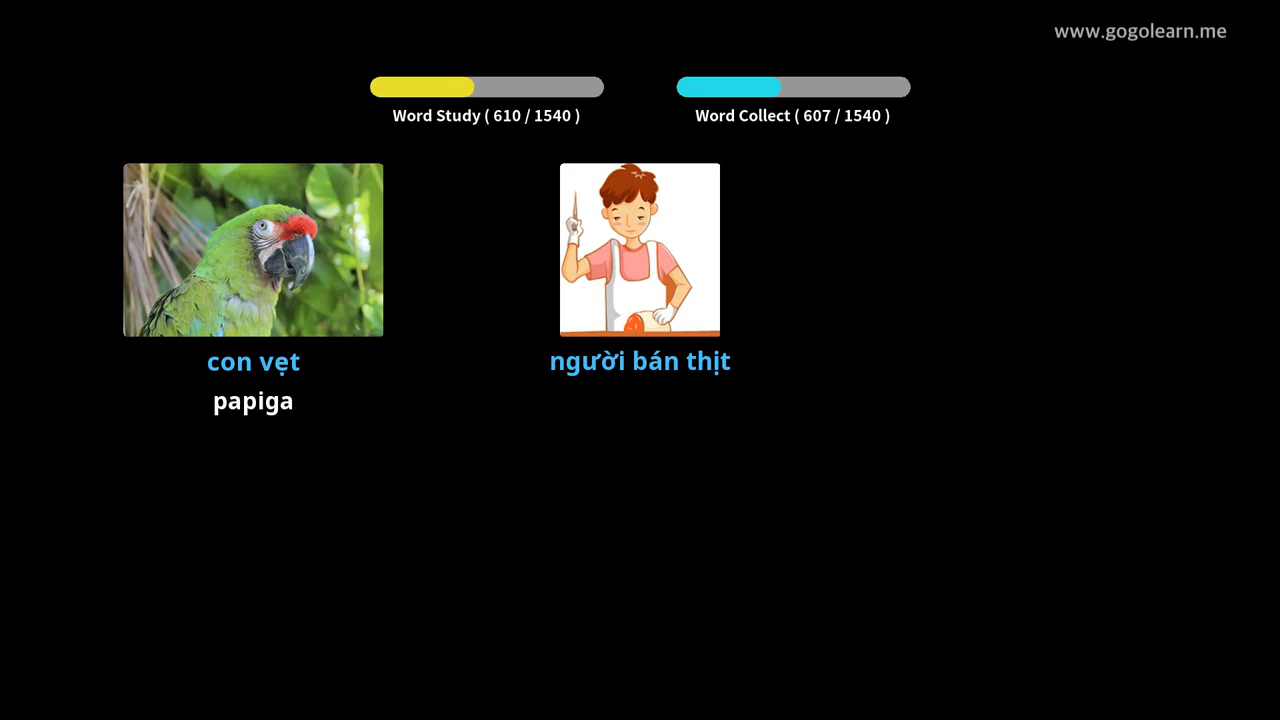 www.gogolearn.me
Word Study ( 610 / 1540 )
Word Collect ( 607 / 1540 )
con vẹt
papiga
người bán thịt